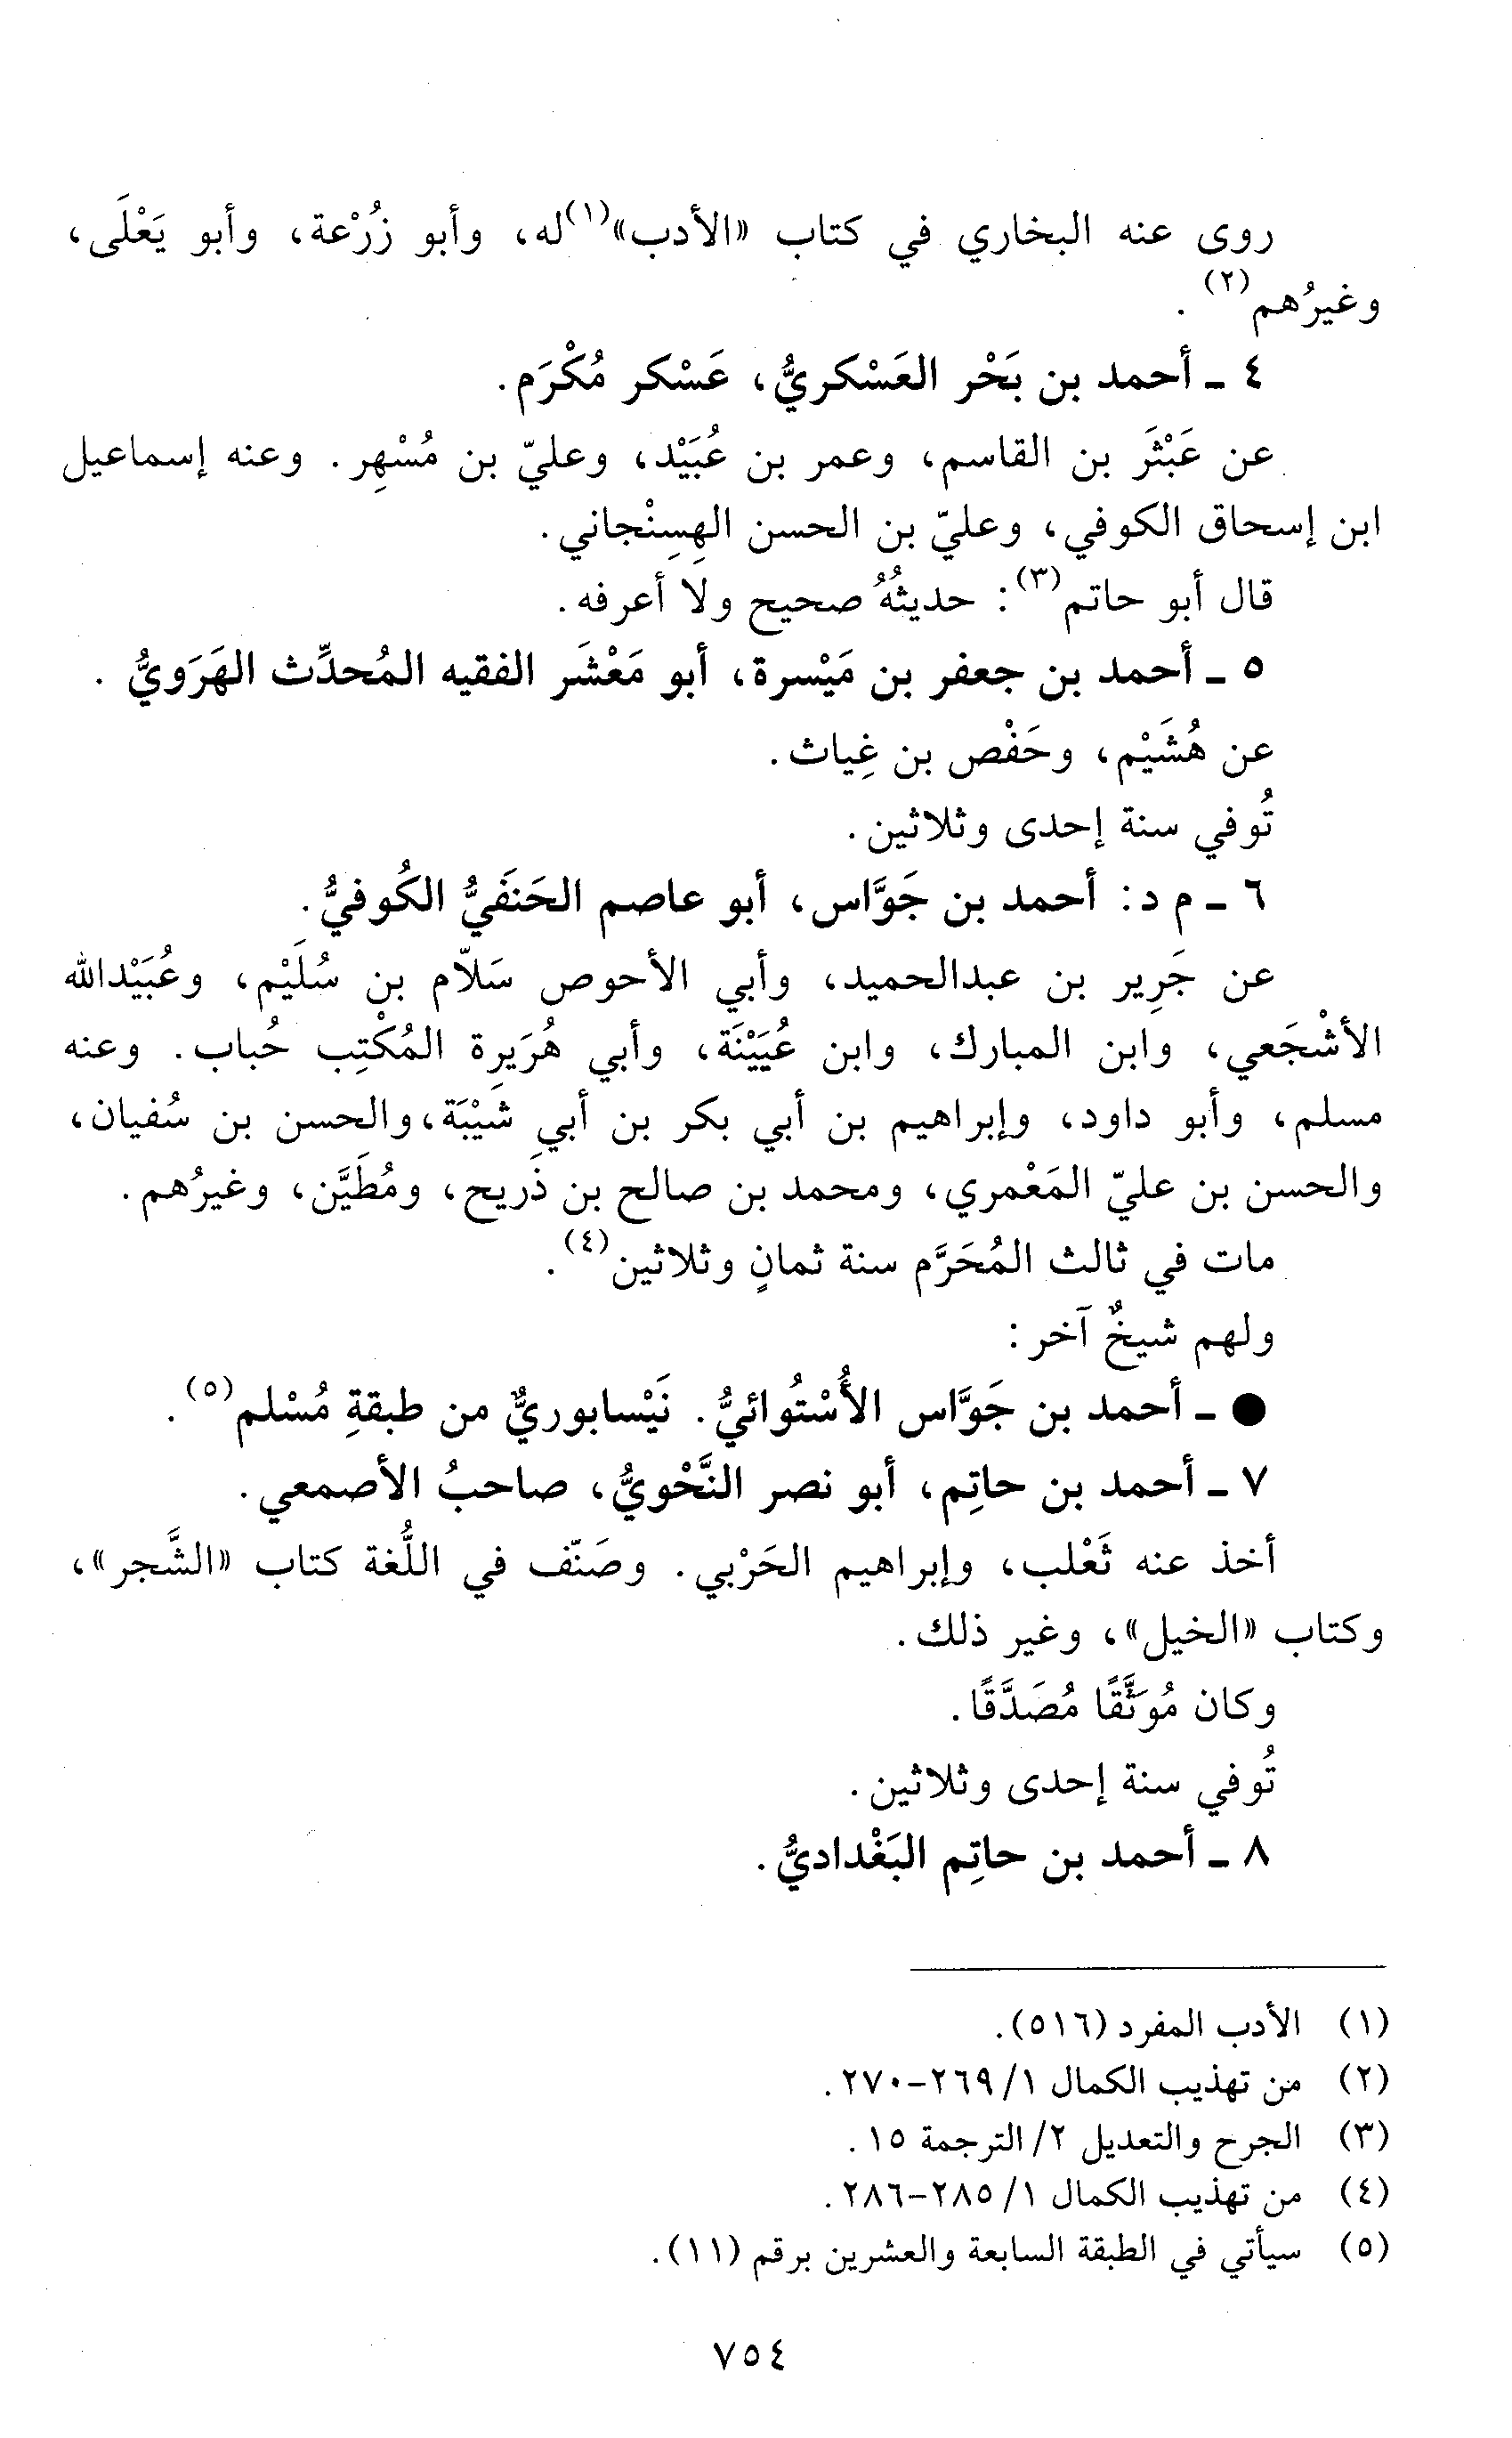 روى عنه البخاري في كتاب «الأدب»(١) له، وأبو زُرْعة، وأبو يَعْلَى،
وغيرُهم(٢).
٤ - أحمد بن بَحْر العَسْكريُّ، عَسْكر مُكْرَم.
عن عَبْثَر بن القاسم، وعمر بن عُبَيْد، وعليّ بن مُسْهِر. وعنه إسماعيل
ابن إسحاق الكوفي، وعليّ بن الحسن الهِسِنْجاني.
قال أبو حاتم(٣): حديثُهُ صحيح ولا أعرفه.
٥ - أحمد بن جعفر بن مَيْسرة، أبو مَعْشَر الفقيه المُحدِّث الهَرَويُّ.
عن هُشَيْم، وحَفْص بن غِياث.
تُوفي سنة إحدى وثلاثين.
٦ - م د: أحمد بن جَوَّاس، أبو عاصم الحَنَفَيُّ الكُوفيُّ.
عن جَرِير بن عبدالحميد، وأبي الأحوص سَلاّم بن سُلَيْم، وعُبَيْدالله
الأشْجَعي، وابن المبارك، وابن عُيَيْنَة، وأبي هُرَيرة المُكْتِب حُباب. وعنه
مسلم، وأبو داود، وإبراهيم بن أبي بكر بن أبي شَيْبَة، والحسن بن سُفيان،
والحسن بن عليّ المَعْمري، ومحمد بن صالح بن ذَريح، ومُطَيَّن، وغيرُهم.
مات في ثالث المُحَرَّم سنة ثمانٍ وثلاثين(٤).
ولهم شيخٌ آخر:
● - أحمد بن جَوَّاس الأُسْتُوائيُّ. نَيْسابوريٌّ من طبقةِ مُسْلم(٥).
٧ - أحمد بن حاتِم، أبو نصر النَّحْويُّ، صاحبُ الأصمعي.
أخذ عنه ثَعْلب، وإبراهيم الحَرْبي. وصَنّف في اللُّغة كتاب «الشَّجر»،
وكتاب «الخيل»، وغير ذلك.
وكان مُوَثَّقًا مُصَدَّقًا.
تُوفي سنة إحدى وثلاثين.
٨ - أحمد بن حاتِم البَغْداديُّ.
(١) الأدب المفرد (٥١٦).
(٢) من تهذيب الكمال ١/ ٢٦٩-٢٧٠.
(٣) الجرح والتعديل ٢/ الترجمة ١٥.
(٤) من تهذيب الكمال ١/ ٢٨٥-٢٨٦.
(٥) سيأتي في الطبقة السابعة والعشرين برقم (١١).
٧٥٤